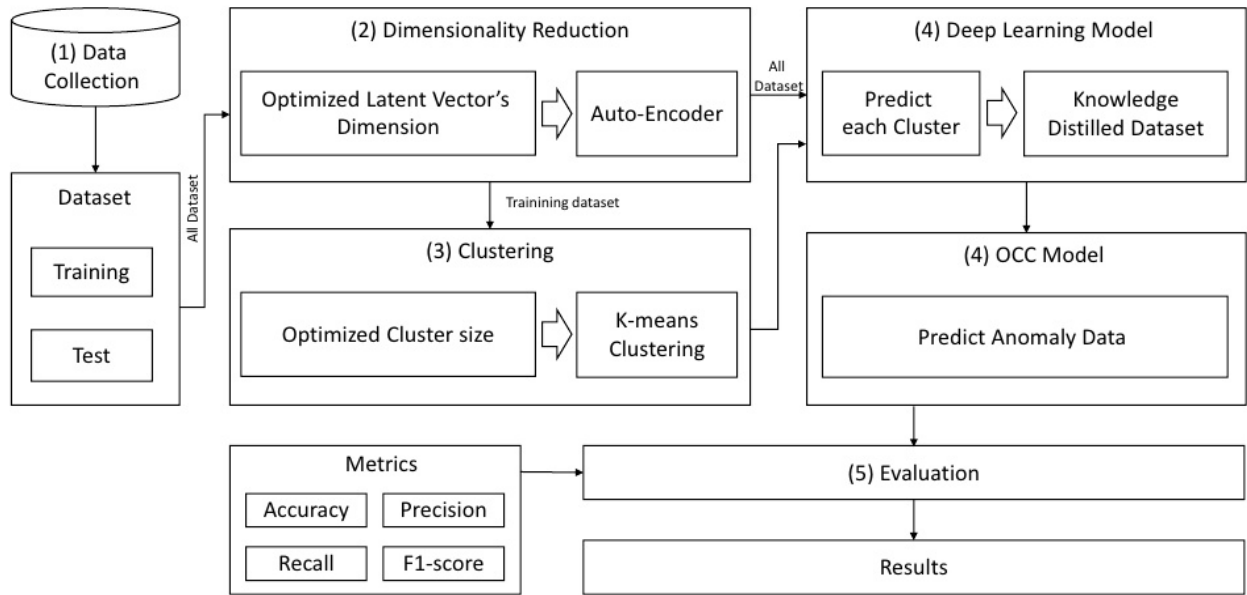 (1) Data
Collection
Dataset
Training
Test
All Dataset
(2) Dimensionality Reduction
Optimized Latent Vector's
Dimension
Auto-Encoder
Trainining dataset
(3) Clustering
Optimized Cluster size
K-means
Clustering
All
Dataset
(4) Deep Learning Model
Predict
each Cluster
Knowledge
Distilled Dataset
(4) OCC Model
Predict Anomaly Data
Metrics
Accuracy
Precision
Recall
F1-score
(5) Evaluation
Results